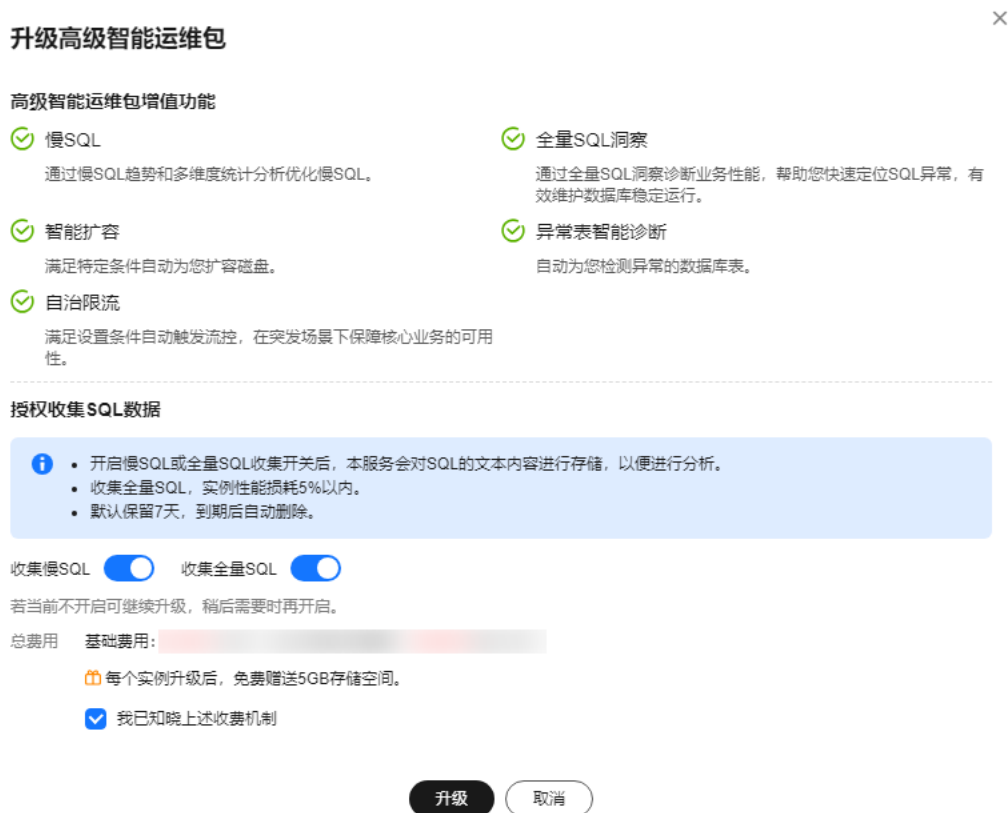 升级高级智能运维包
高级智能运维包增值功能
慢SQL
通过慢SQL趋势和多维度统计分析优化慢SQL。
全量SQL洞察
通过全量SQL洞察诊断业务性能，帮助您快速定位SQL异常，有
效维护数据库稳定运行。
智能扩容
满足特定条件自动为您扩容磁盘。
异常表智能诊断
自动为您检测异常的数据库表。
自治限流
满足设置条件自动触发流控，在突发场景下保障核心业务的可用
性。
授权收集SQL数据
• 开启慢SQL或全量SQL收集开关后，本服务会对SQL的文本内容进行存储，以便进行分析。
• 收集全量SQL，实例性能损耗5%以内。
• 默认保留7天，到期后自动删除。
收集慢SQL 收集全量SQL
若当前不开启可继续升级，稍后需要时再开启。
总费用 基础费用：
每个实例升级后，免费赠送5GB存储空间。
我已知晓上述收费机制
升级 取消